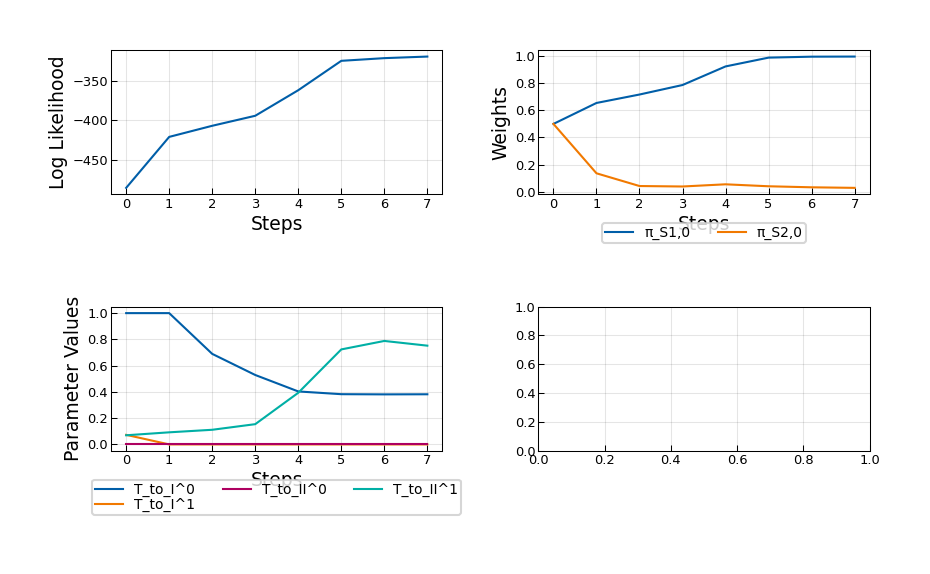 Log Likelihood
−350
−400
−450
0 1 2 3 4 5 6 7
Steps
Weights
1.0
0.8
0.6
0.4
0.2
0.0
0 1 2 3 4 5 6 7
Steps
π_S1,0 π_S2,0
Parameter Values
1.0
0.8
0.6
0.4
0.2
0.0
0 1 2 3 4 5 6 7
Steps
T_to_I^0 T_to_II^0 T_to_II^1
T_to_I^1
1.0
0.8
0.6
0.4
0.2
0.0
0.0 0.2 0.4 0.6 0.8 1.0